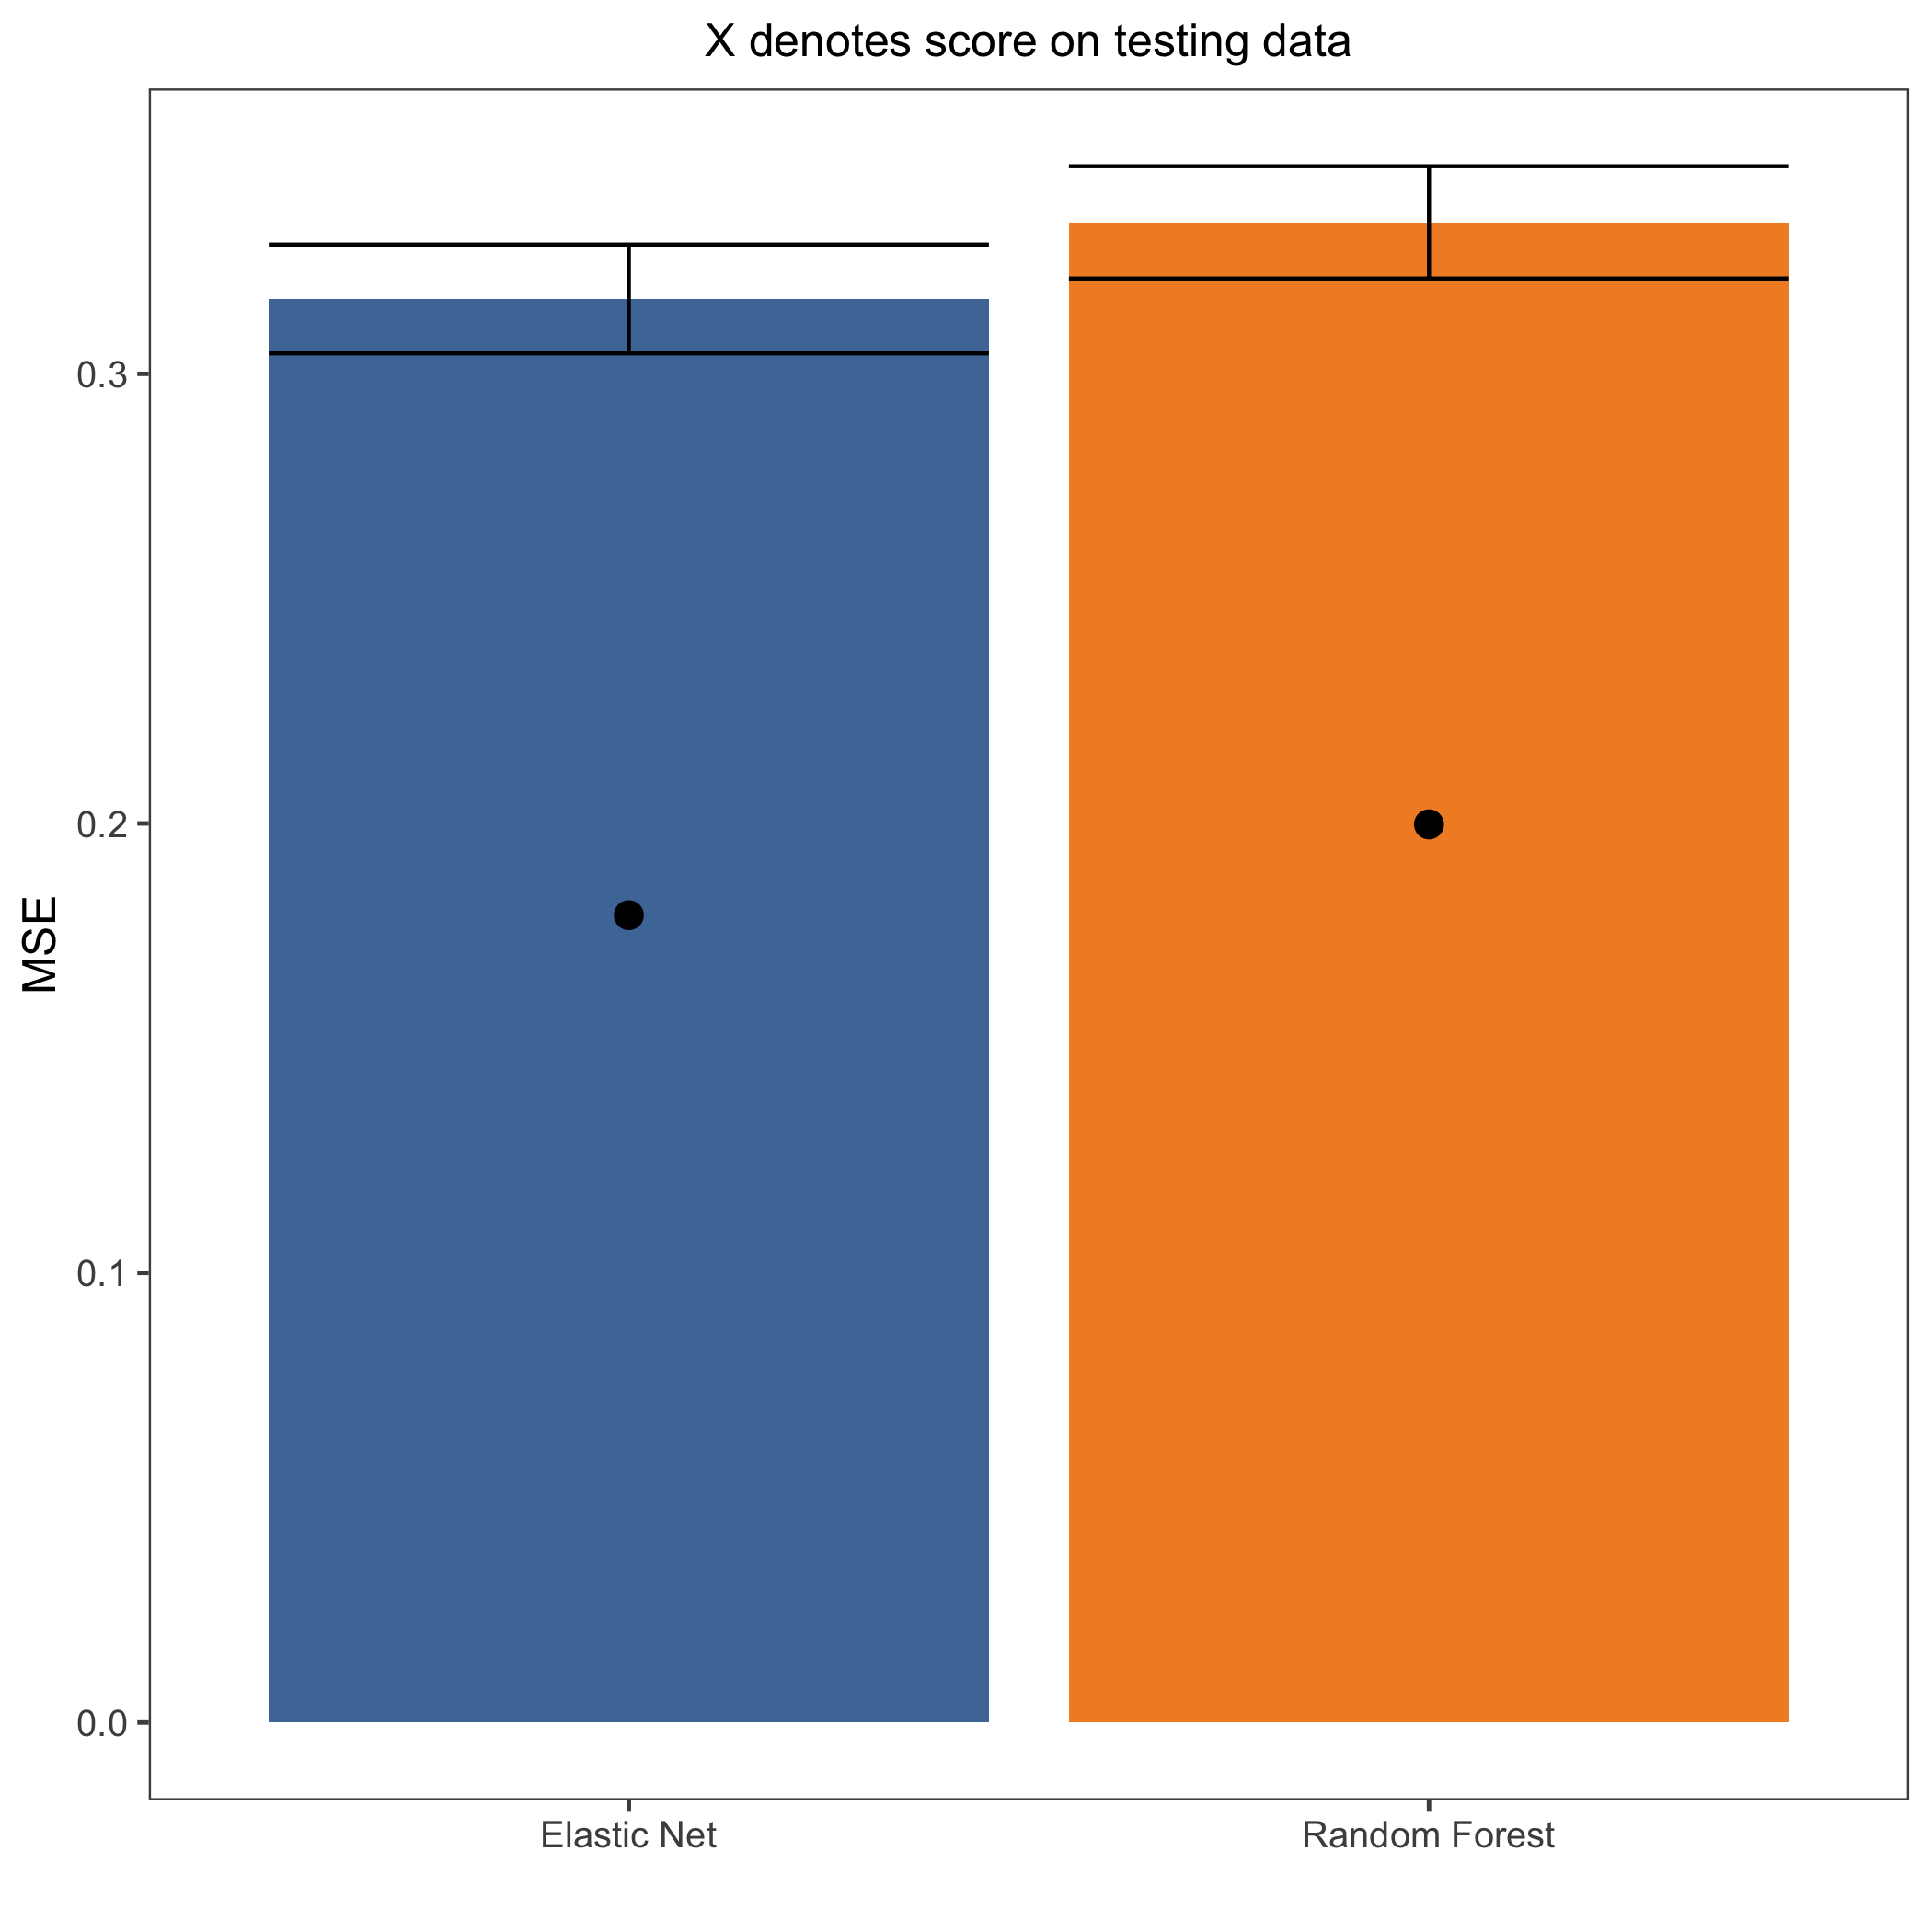 X denotes score on testing data
MSE
0.3
0.2
0.1
0.0
Elastic Net
Random Forest